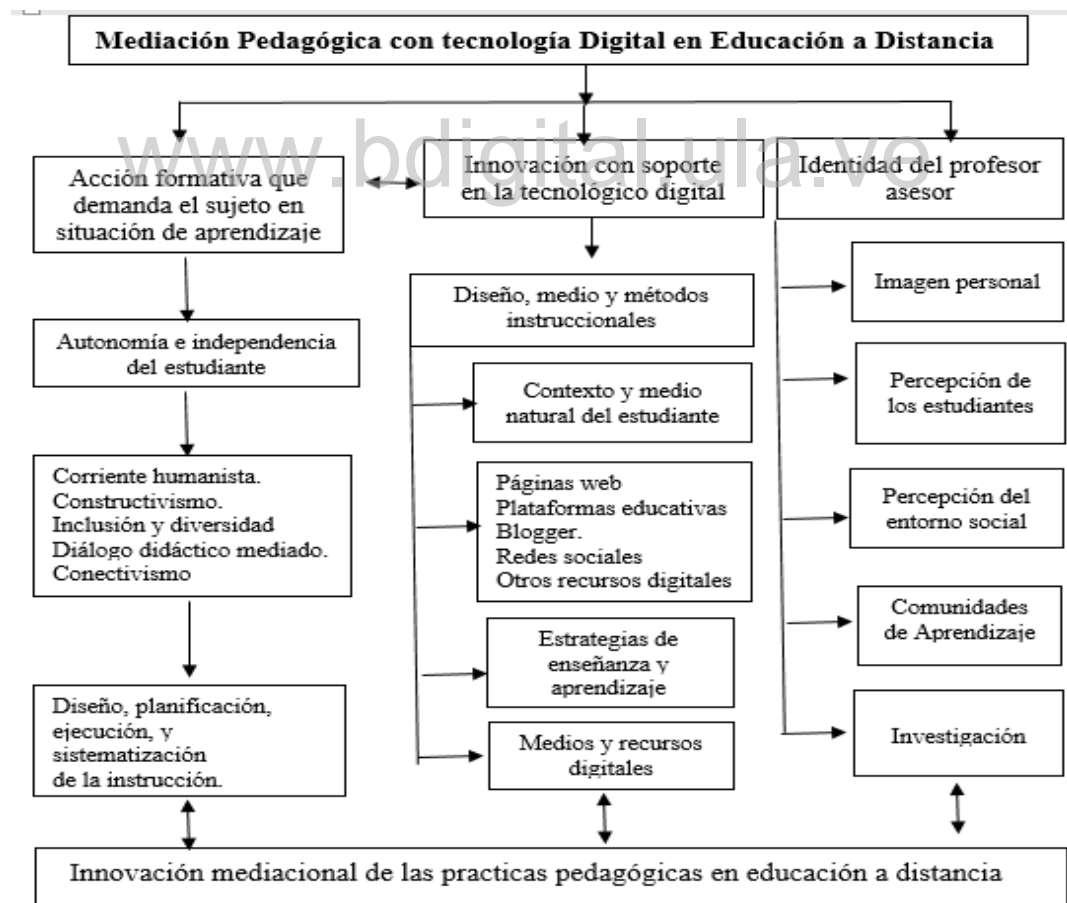 Mediación Pedagógica con tecnología Digital en Educación a Distancia
www.bdigital.ula.ve
Acción formativa que
demanda el sujeto en
situación de aprendizaje
Innovación con soporte
en la tecnológico digital
Identidad del profesor
asesor
Autonomía e independencia
del estudiante
Corriente humanista.
Constructivismo.
Inclusión y diversidad
Diálogo didáctico mediado.
Conectivismo
Diseño, planificación,
ejecución, y
sistematización
de la instrucción.
Diseño, medio y métodos
instruccionales
Contexto y medio
natural del estudiante
Páginas web
Plataformas educativas
Blogger.
Redes sociales
Otros recursos digitales
Estrategias de
enseñanza y
aprendizaje
Medios y recursos
digitales
Imagen personal
Percepción de
los estudiantes
Percepción del
entorno social
Comunidades
de Aprendizaje
Investigación
Innovación mediacional de las practicas pedagógicas en educación a distancia